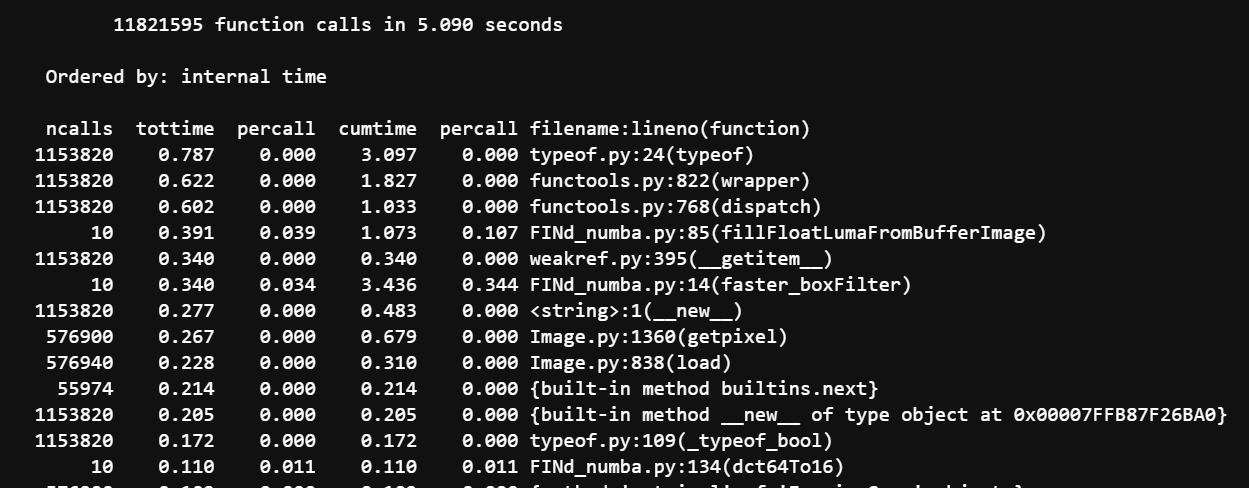 11821595 function calls in 5.090 seconds
Ordered by: internal time
ncalls tottime percall cumtime percall filename:lineno(function)
1153820 0.787 0.000 3.097 0.000 typeof.py:24(typeof)
1153820 0.622 0.000 1.827 0.000 functools.py:822(wrapper)
1153820 0.602 0.000 1.033 0.000 functools.py:768(dispatch)
10 0.391 0.039 1.073 0.107 FINd_numba.py:85(fillFloatLumaFromBufferImage)
1153820 0.340 0.000 0.340 0.000 weakref.py:395(__getitem__)
10 0.340 0.034 3.436 0.344 FINd_numba.py:14(faster_boxFilter)
1153820 0.277 0.000 0.483 0.000 <string>:1(__new__)
576900 0.267 0.000 0.679 0.000 Image.py:1360(getpixel)
576940 0.228 0.000 0.310 0.000 Image.py:838(load)
55974 0.214 0.000 0.214 0.000 {built-in method builtins.next}
1153820 0.205 0.000 0.205 0.000 {built-in method __new__ of type object at 0x00007FFB87F26BA0}
1153820 0.172 0.000 0.172 0.000 typeof.py:109(_typeof_bool)
10 0.110 0.011 0.110 0.011 FINd_numba.py:134(dct64To16)